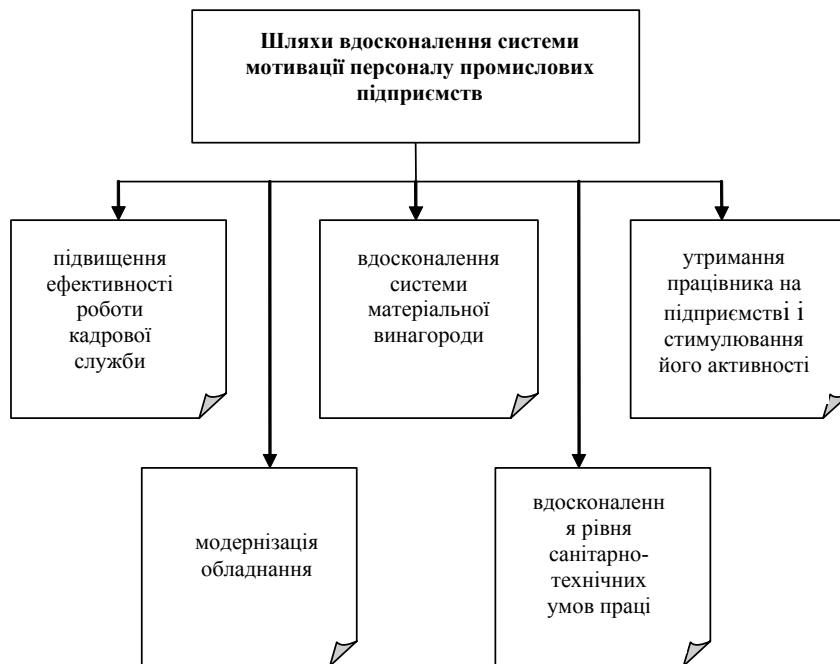 Шляхи вдосконалення системи
мотивації персоналу промислових
підприємств
підвищення
ефективності
роботи
кадрової
служби
вдосконалення
системи
матеріальної
винагороди
утримання
працівника на
підприємстві і
стимулювання
його активності
модернізація
обладнання
вдосконаленн
я рівня
санітарно-
технічних
умов праці